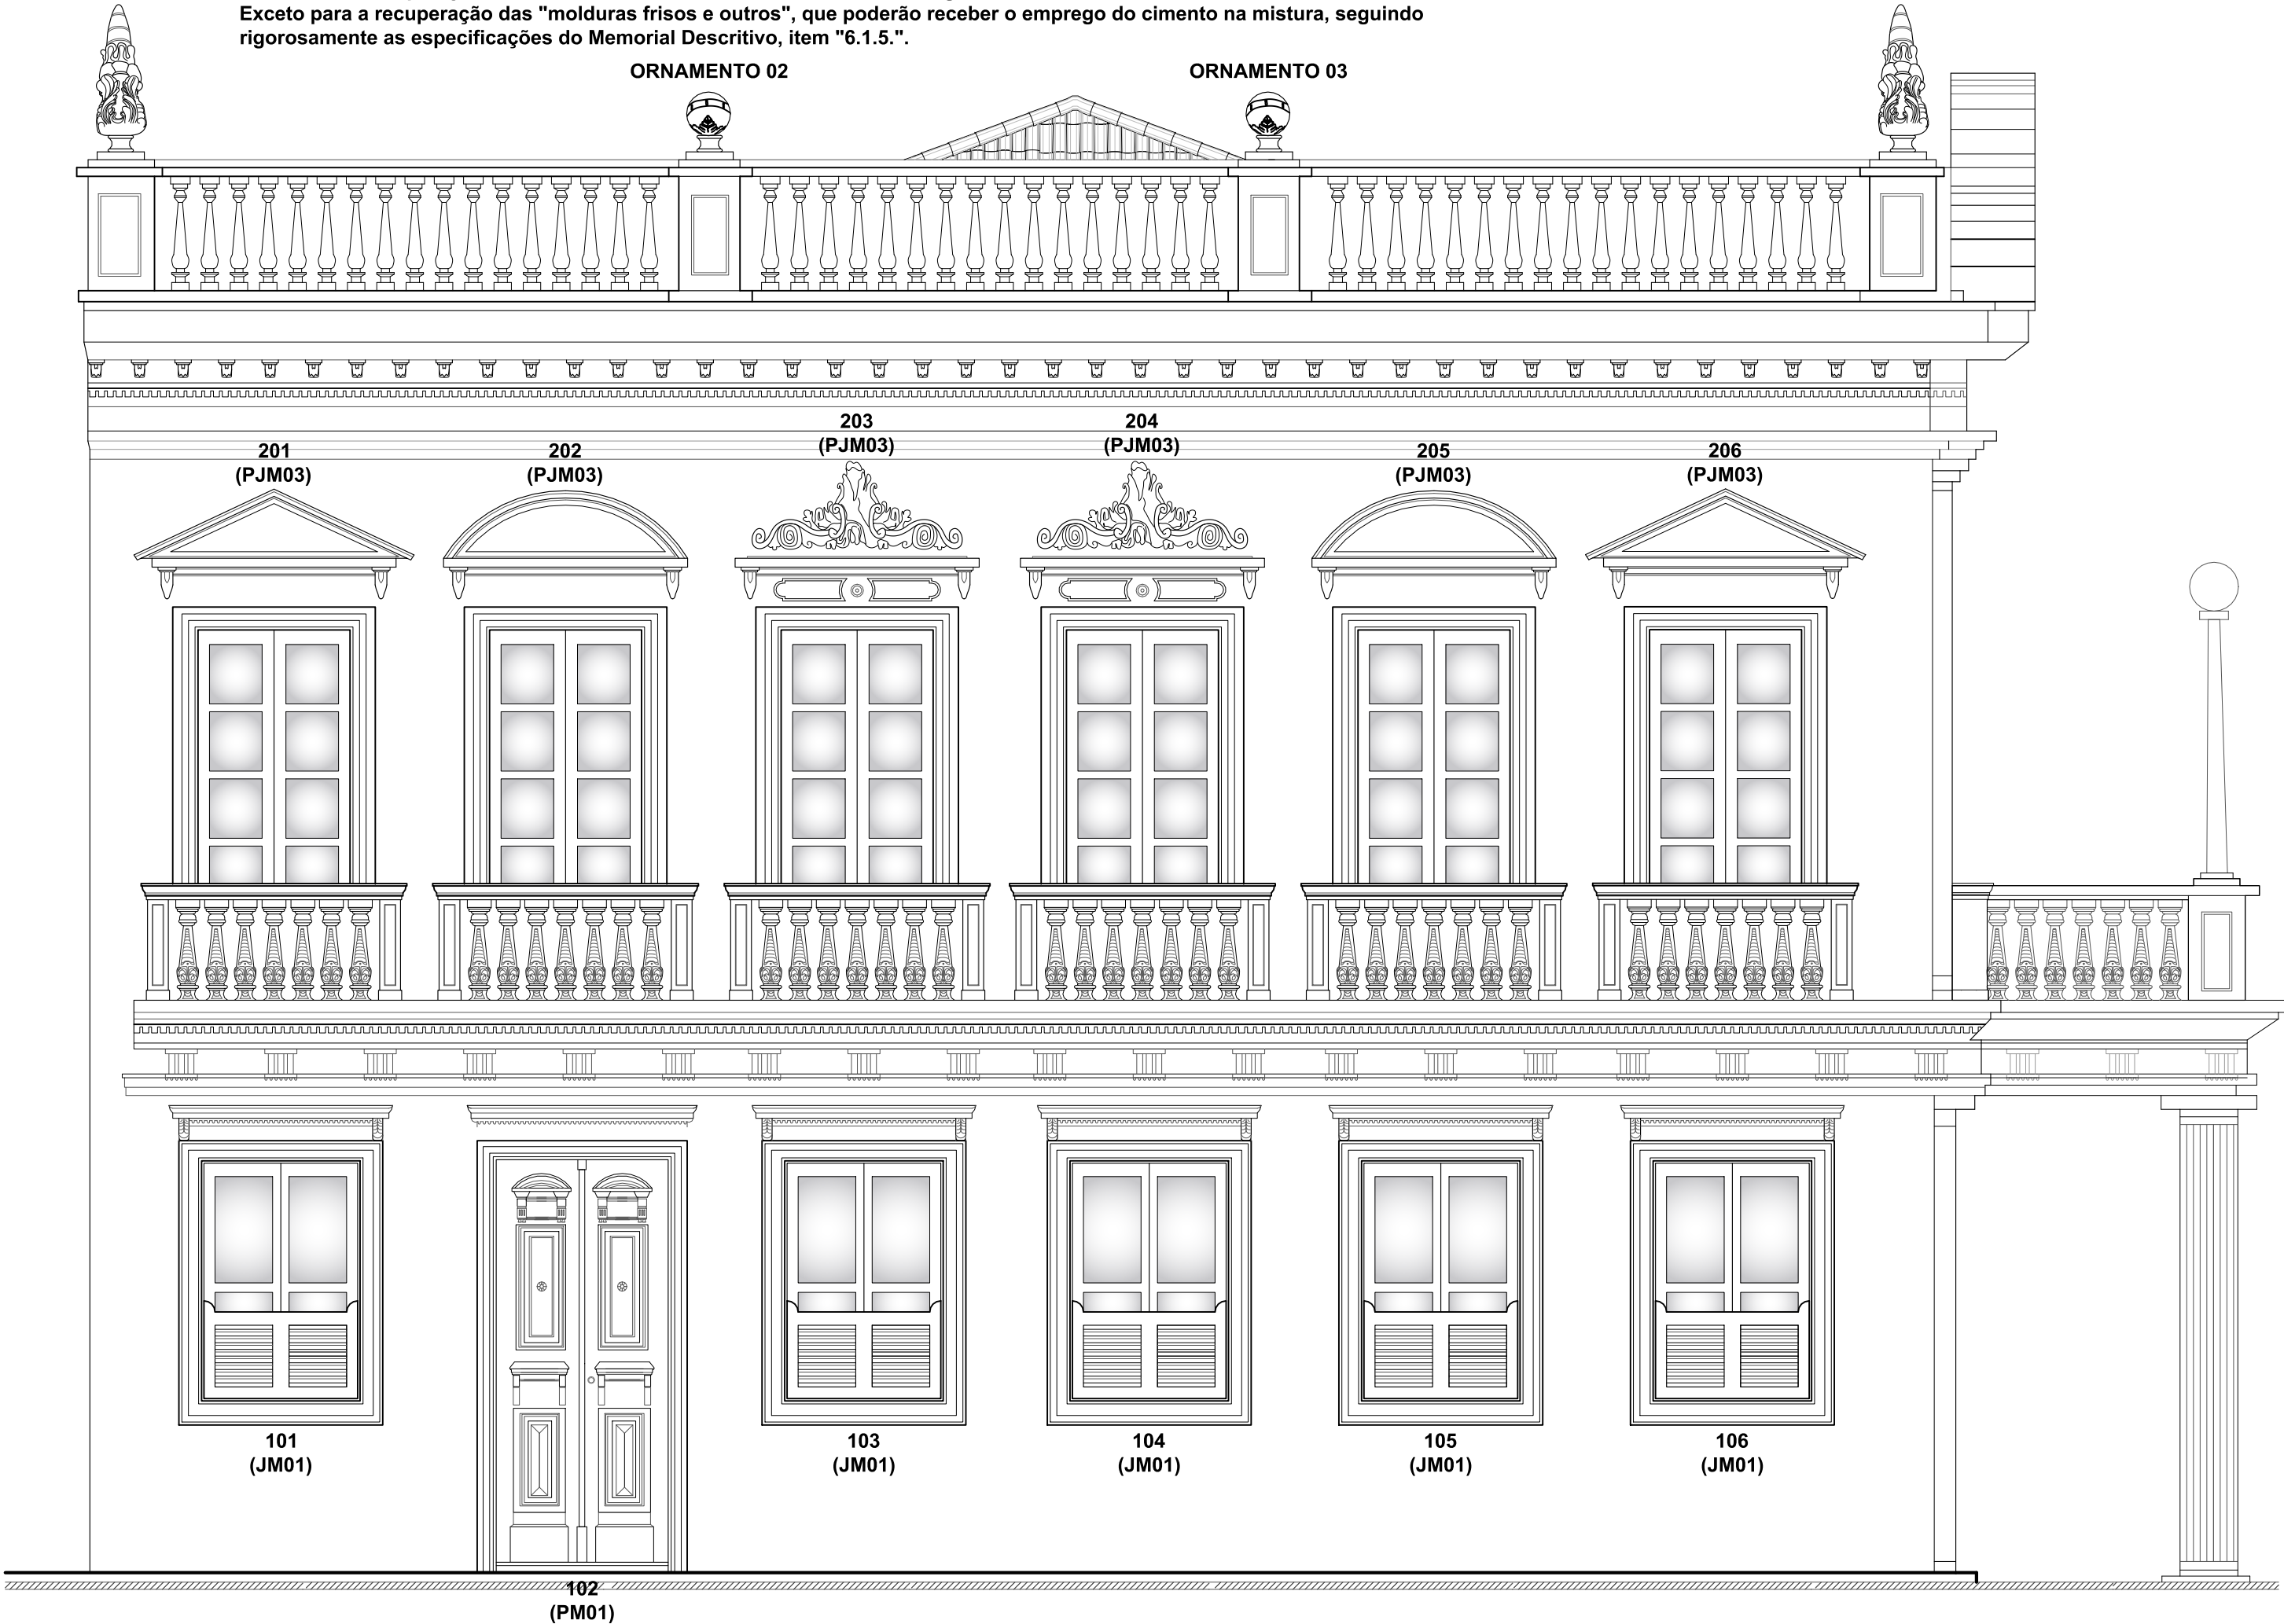 Exceto para a recuperação das "molduras frisos e outros", que poderão receber o emprego do cimento na mistura, seguindo
rigorosamente as especificações do Memorial Descritivo, item "6.1.5.".
ORNAMENTO 02
ORNAMENTO 03
203
(PJM03)
204
(PJM03)
201
(PJM03)
202
(PJM03)
205
(PJM03)
206
(PJM03)
101
(JM01)
103
(JM01)
104
(JM01)
105
(JM01)
106
(JM01)
102
(PM01)